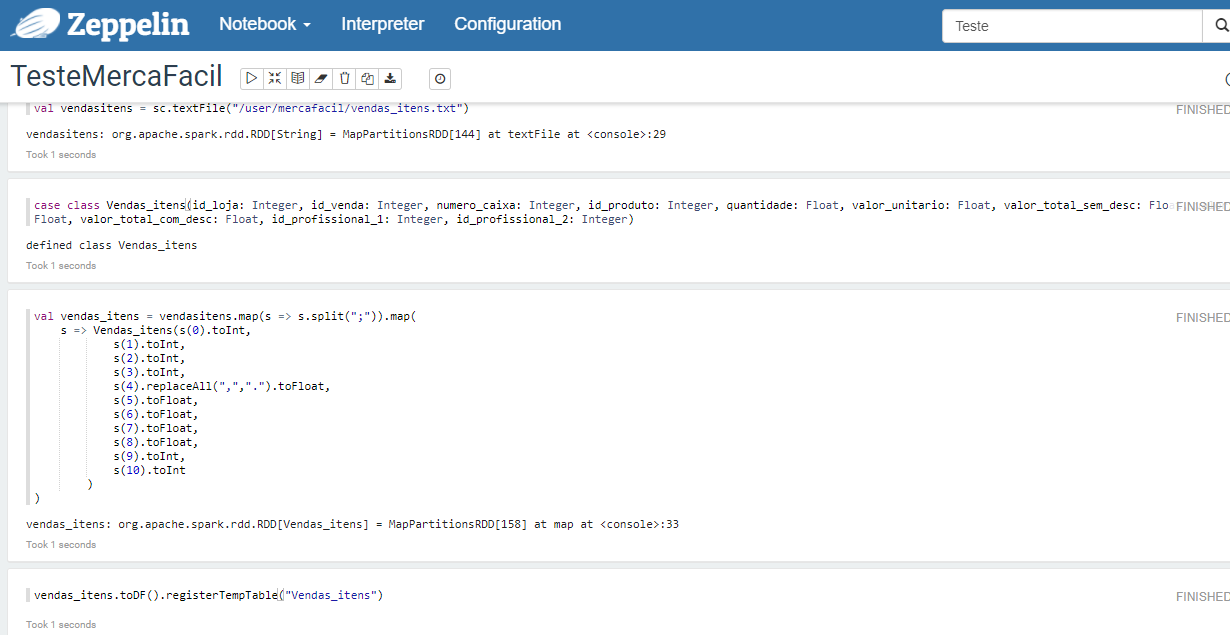 Zeppelin Notebook Interpreter Configuration Teste
TesteMercaFacil
val vendasitens = sc.textFile("/user/mercafacil/vendas_itens.txt")
FINISHED
vendasitens: org.apache.spark.rdd.RDD[String] = MapPartitionsRDD[144] at textFile at <console>:29
Took 1 seconds
case class Vendas_itens(id_loja: Integer, id_venda: Integer, numero_caixa: Integer, id_produto: Integer, quantidade: Float, valor_unitario: Float, valor_total_sem_desc: Flo
FINISHED
Float, valor_total_com_desc: Float, id_profissional_1: Integer, id_profissional_2: Integer)
defined class Vendas_itens
Took 1 seconds
val vendas_itens = vendasitens.map(s => s.split(";")).map(
FINISHED
s => Vendas_itens(s(0).toInt,
s(1).toInt,
s(2).toInt,
s(3).toInt,
s(4).replaceAll(",",".").toFloat,
s(5).toFloat,
s(6).toFloat,
s(7).toFloat,
s(8).toFloat,
s(9).toInt,
s(10).toInt
)
)
vendas_itens: org.apache.spark.rdd.RDD[Vendas_itens] = MapPartitionsRDD[158] at map at <console>:33
Took 1 seconds
vendas_itens.toDF().registerTempTable("Vendas_itens")
FINISHED
Took 1 seconds